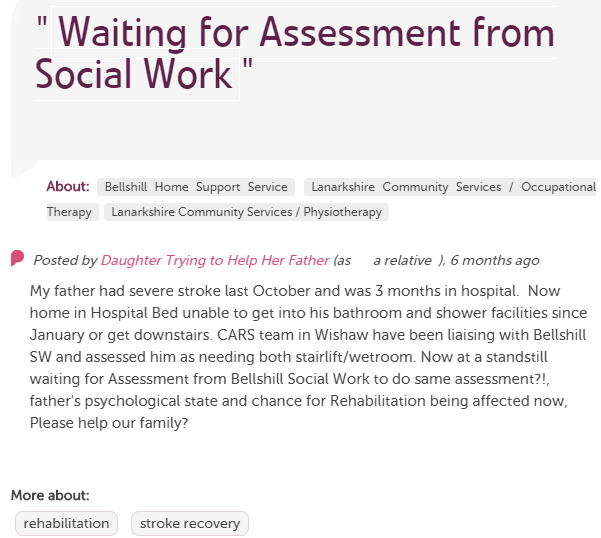 " Waiting for Assessment from
Social Work "
About: Bellshill Home Support Service Lanarkshire Community Services / Occupational
Therapy Lanarkshire Community Services / Physiotherapy
Posted by Daughter Trying to Help Her Father (as a relative ), 6 months ago
My father had severe stroke last October and was 3 months in hospital. Now
home in Hospital Bed unable to get into his bathroom and shower facilities since
January or get downstairs. CARS team in Wishaw have been liaising with Bellshill
SW and assessed him as needing both stairlift/wetroom. Now at a standstill
waiting for Assessment from Bellshill Social Work to do same assessment?!,
father's psychological state and chance for Rehabilitation being affected now,
Please help our family?
More about:
rehabilitation stroke recovery